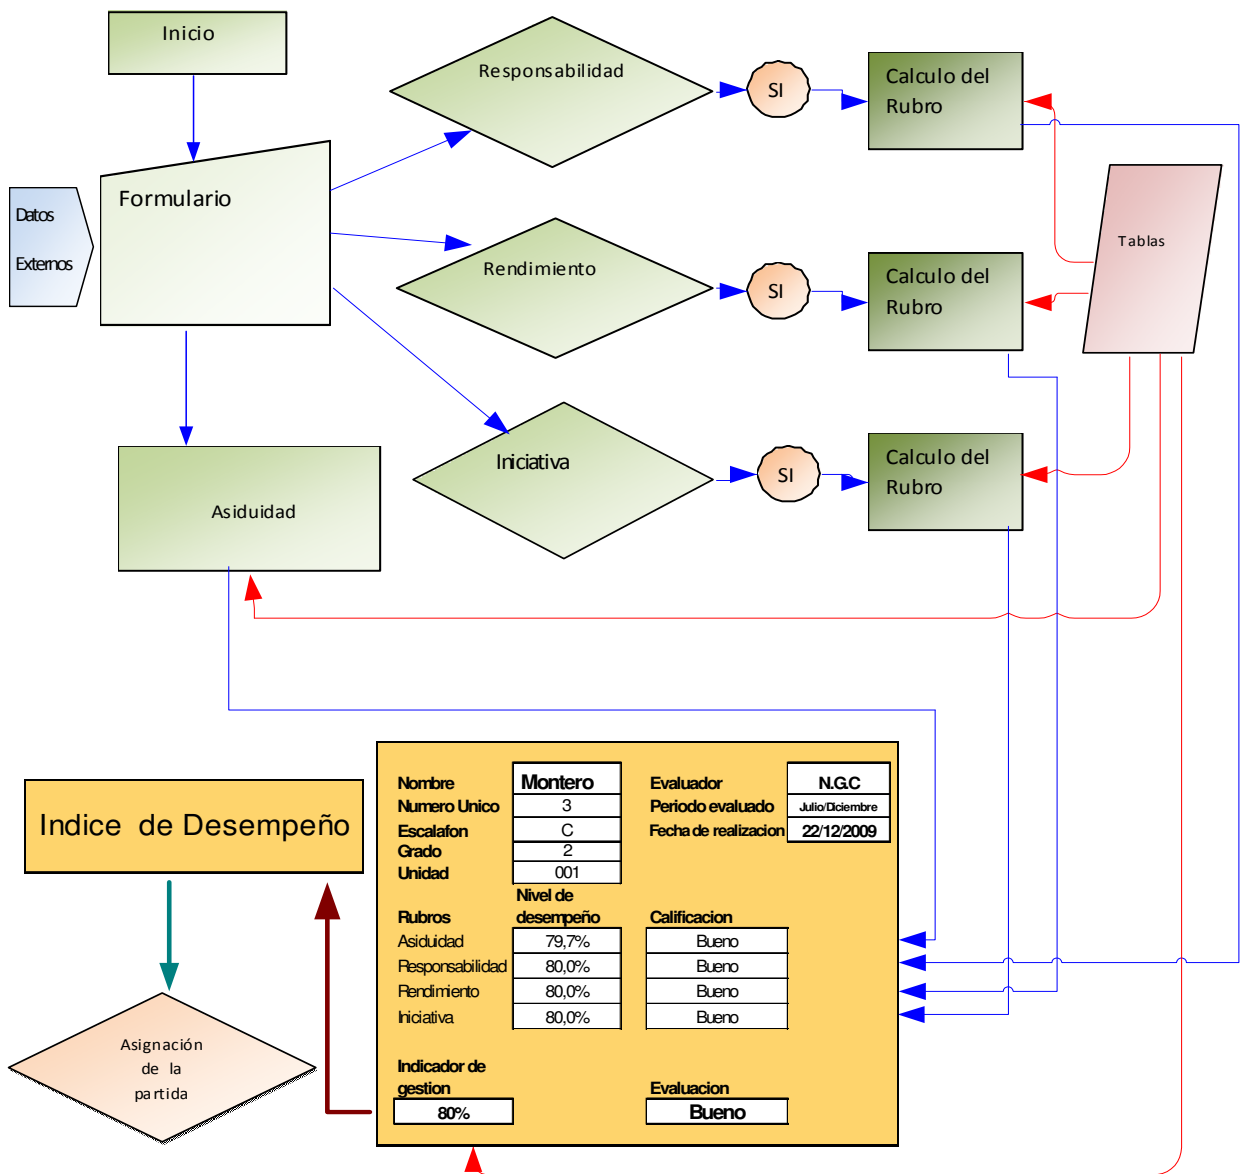 Inicio
Responsabilidad
SI
Calculo del
Rubro
Datos
Externos
Formulario
Tablas
Rendimiento
SI
Calculo del
Rubro
Iniciativa
SI
Calculo del
Rubro
Asiduidad
Indice de Desempeño
Asignación
de la
partida
Nombre Montero Evaluador N.G.C
Numero Unico 3 Periodo evaluado Julio/Diciembre
Escalafon C Fecha de realizacion 22/12/2009
Grado 2
Unidad 001
Nivel de
Rubros desempeño Calificacion
Asiduidad 79,7% Bueno
Responsabilidad 80,0% Bueno
Rendimiento 80,0% Bueno
Iniciativa 80,0% Bueno
Indicador de
gestion Evaluacion
80% Bueno